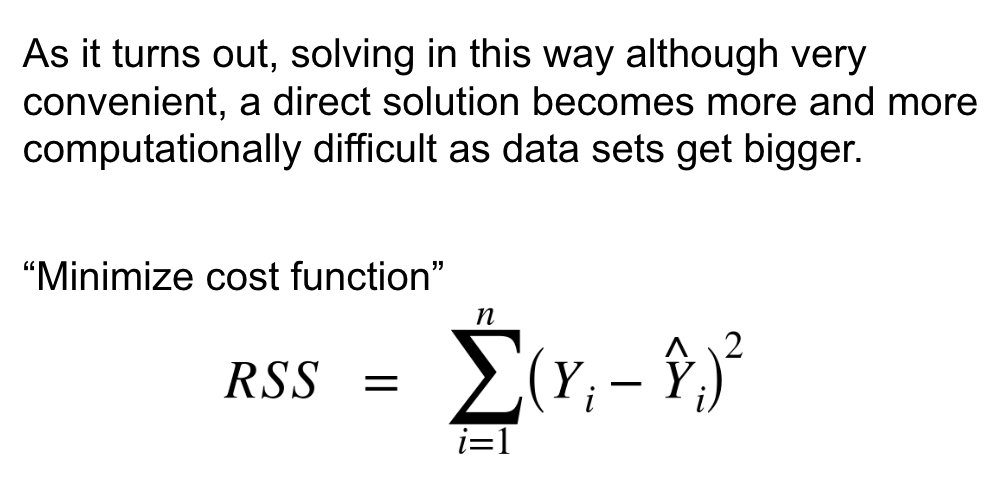 As it turns out, solving in this way although very
convenient, a direct solution becomes more and more
computationally difficult as data sets get bigger.
“Minimize cost function”
RSS = ∑_{i=1}^{n} (Y_i − Ŷ_i)^2